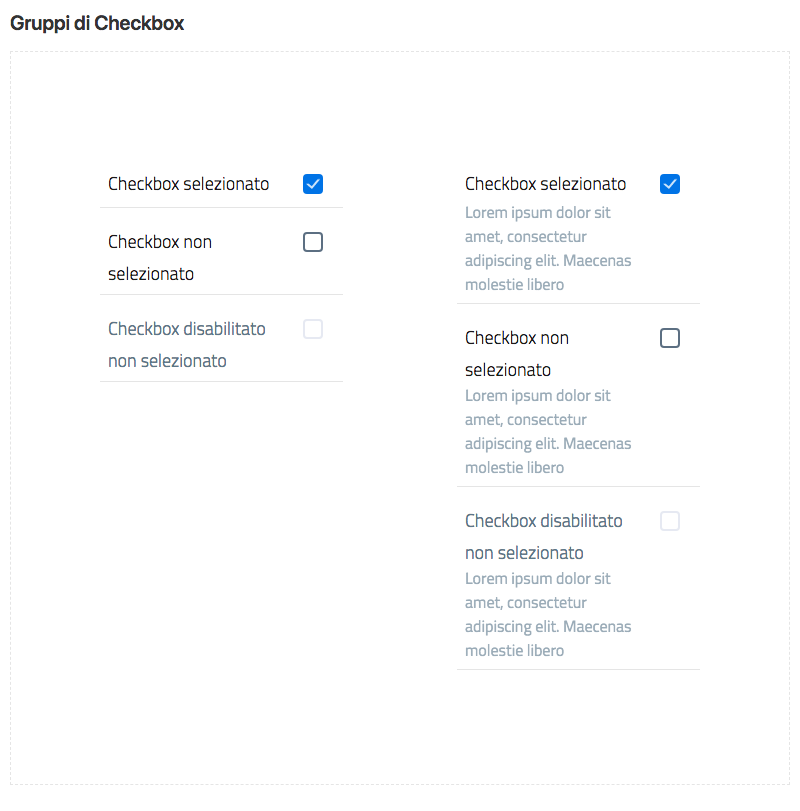 Gruppi di Checkbox
Checkbox selezionato
Checkbox non
selezionato
Checkbox disabilitato
non selezionato
Checkbox selezionato
Lorem ipsum dolor sit
amet, consectetur
adipiscing elit. Maecenas
molestie libero
Checkbox non
selezionato
Lorem ipsum dolor sit
amet, consectetur
adipiscing elit. Maecenas
molestie libero
Checkbox disabilitato
non selezionato
Lorem ipsum dolor sit
amet, consectetur
adipiscing elit. Maecenas
molestie libero